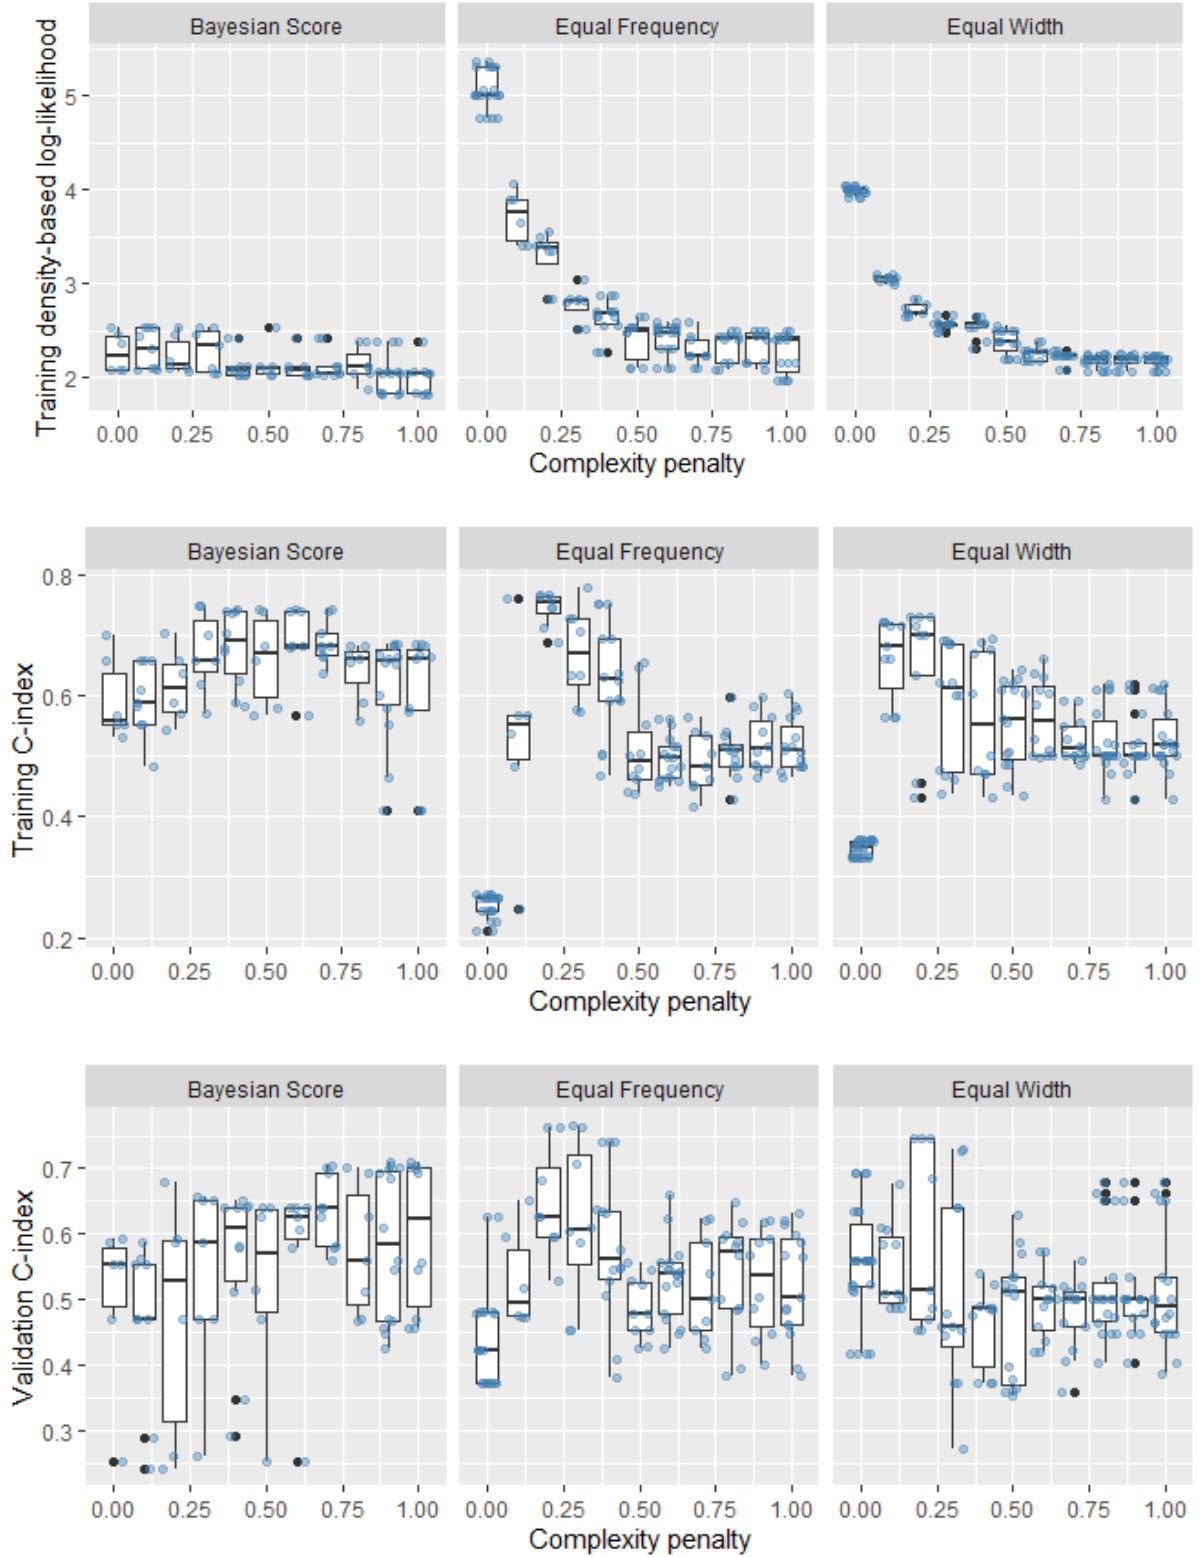 Bayesian Score Equal Frequency Equal Width
Training density-based log-likelihood
5
4
3
2
0.00 0.25 0.50 0.75 1.00 0.00 0.25 0.50 0.75 1.00 0.00 0.25 0.50 0.75 1.00
Complexity penalty
Bayesian Score Equal Frequency Equal Width
Training C-index
0.8
0.6
0.4
0.2
0.00 0.25 0.50 0.75 1.00 0.00 0.25 0.50 0.75 1.00 0.00 0.25 0.50 0.75 1.00
Complexity penalty
Bayesian Score Equal Frequency Equal Width
Validation C-index
0.7
0.6
0.5
0.4
0.3
0.00 0.25 0.50 0.75 1.00 0.00 0.25 0.50 0.75 1.00 0.00 0.25 0.50 0.75 1.00
Complexity penalty